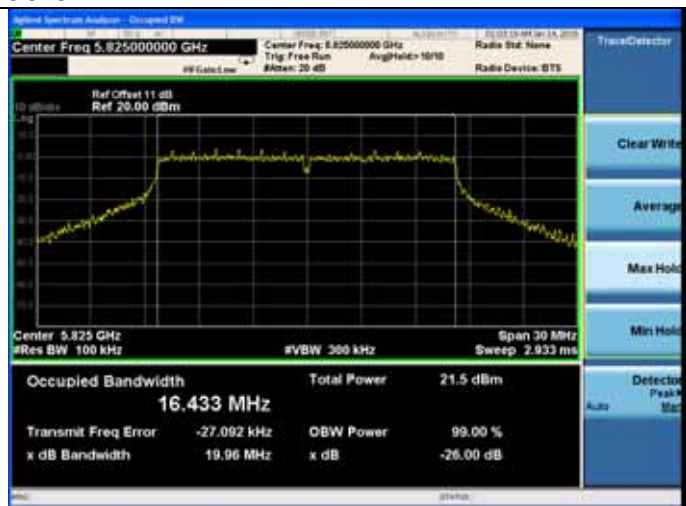 Agilent Spectrum Analyzer - Occupied BW
Center Freq 5.825000000 GHz
Center Freq: 5.825000000 GHz
Radio Std: None
Trig: Free Run
Avg|Hold:> 10/10
#IFGain:Low
#Atten: 20 dB
Radio Device: BTS
Trace/Detector
Ref Offset 11 dB
10 dB/div
Ref 20.00 dBm
Log
Clear Write
Average
Max Hold
Min Hold
Center 5.825 GHz
Span 30 MHz
#Res BW 100 kHz
#VBW 300 kHz
Sweep 2.933 ms
Occupied Bandwidth
Total Power
21.5 dBm
16.433 MHz
Detector
Peak
Auto
Man
Transmit Freq Error
-27.092 kHz
OBW Power
99.00 %
x dB Bandwidth
19.96 MHz
x dB
-26.00 dB
MSG
STATUS